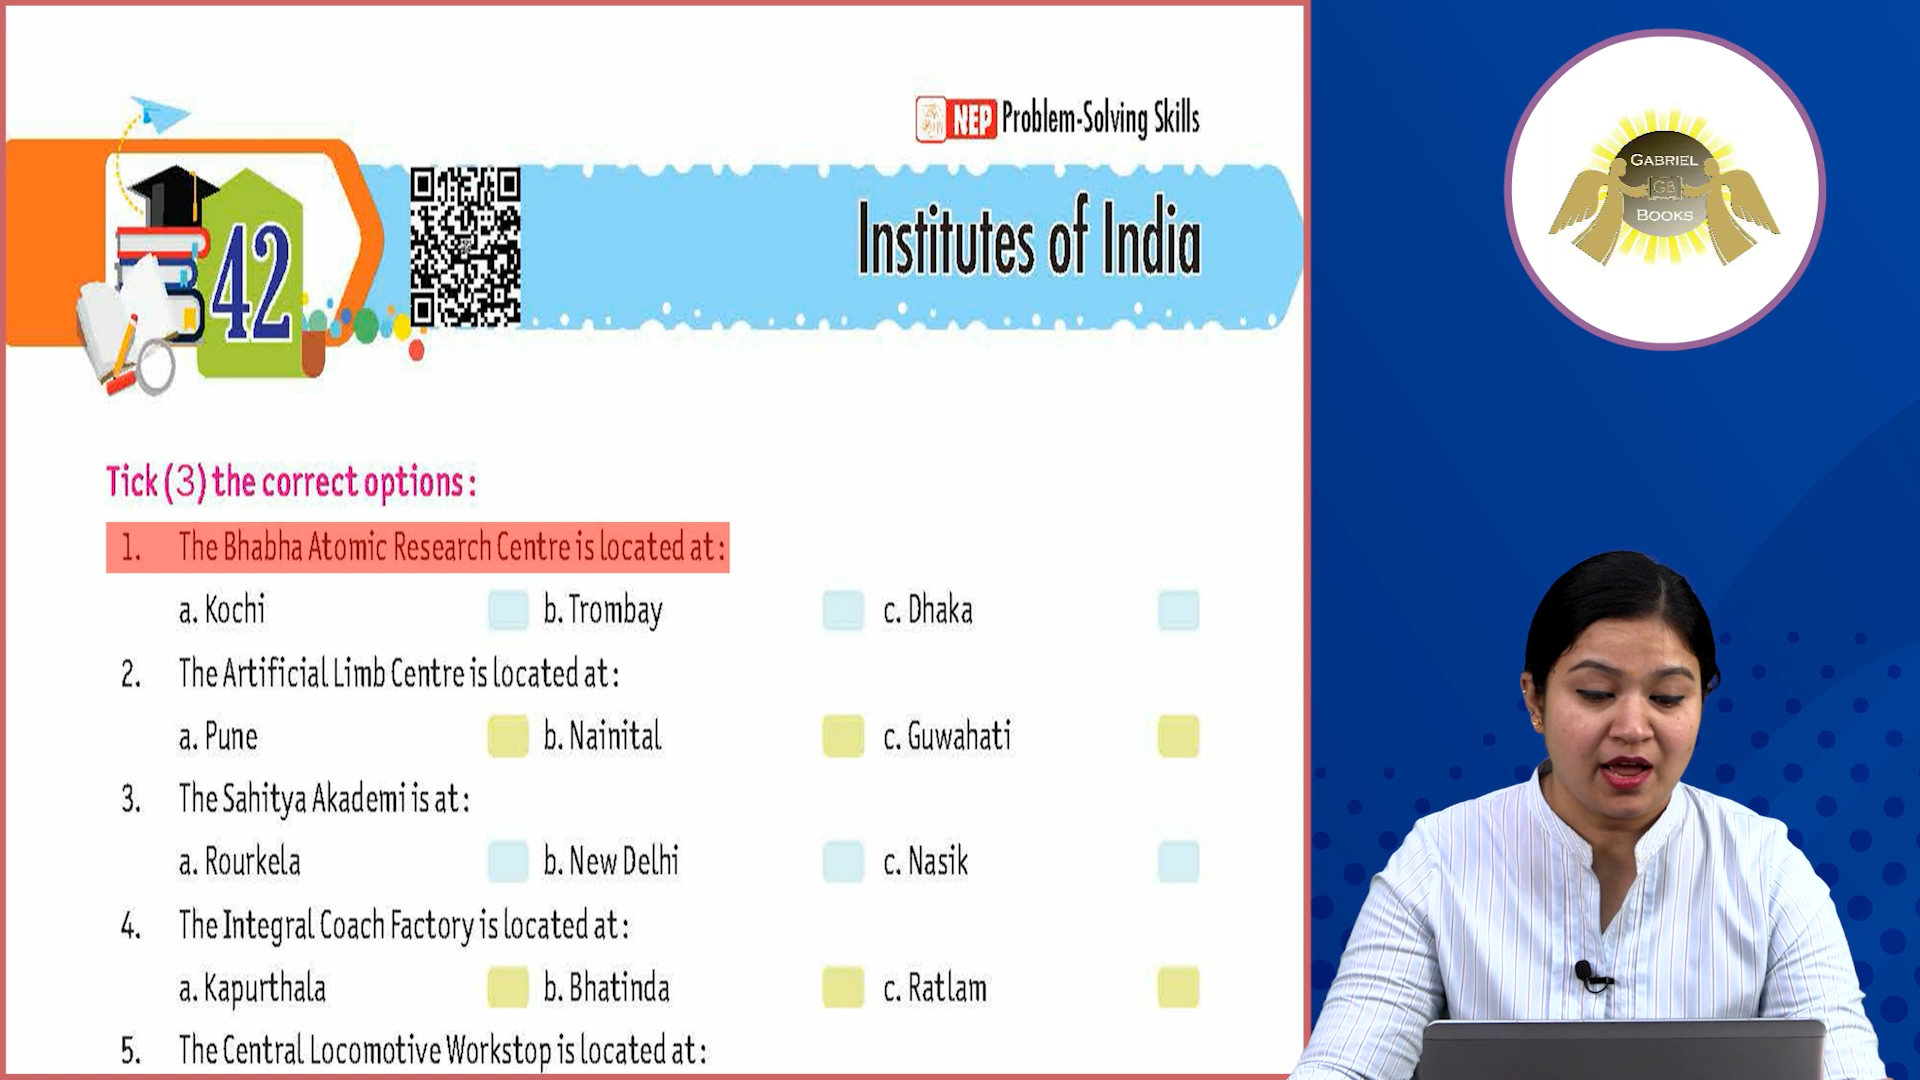 NEP Problem-Solving Skills
42
Institutes of India
Tick (3) the correct options :
1. The Bhabha Atomic Research Centre is located at :
a. Kochi b. Trombay c. Dhaka
2. The Artificial Limb Centre is located at :
a. Pune b. Nainital c. Guwahati
3. The Sahitya Akademi is at :
a. Rourkela b. New Delhi c. Nasik
4. The Integral Coach Factory is located at :
a. Kapurthala b. Bhatinda c. Ratlam
5. The Central Locomotive Workstop is located at :
GABRIEL
GB
BOOKS